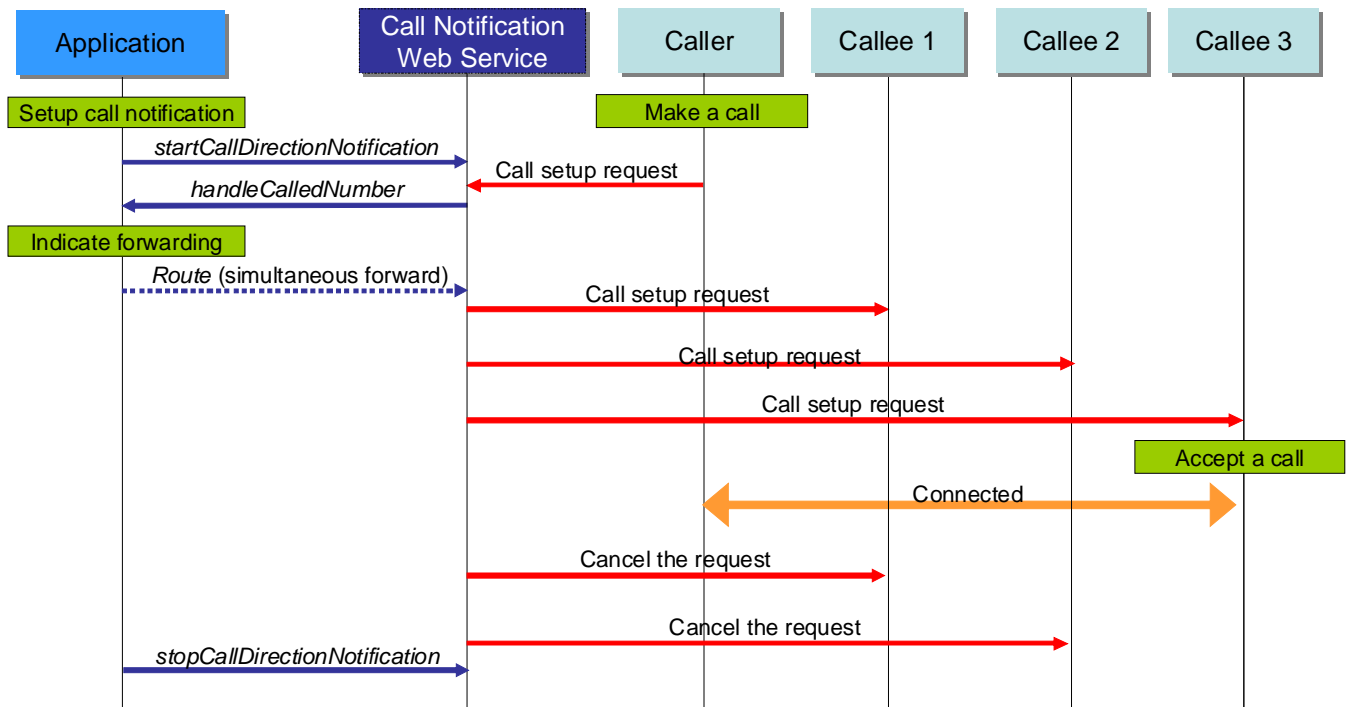 Application
Call Notification
Web Service
Caller
Callee 1
Callee 2
Callee 3
Setup call notification
Make a call
startCallDirectionNotification
Call setup request
handleCalledNumber
Indicate forwarding
Route (simultaneous forward)
Call setup request
Call setup request
Call setup request
Accept a call
Connected
Cancel the request
Cancel the request
stopCallDirectionNotification